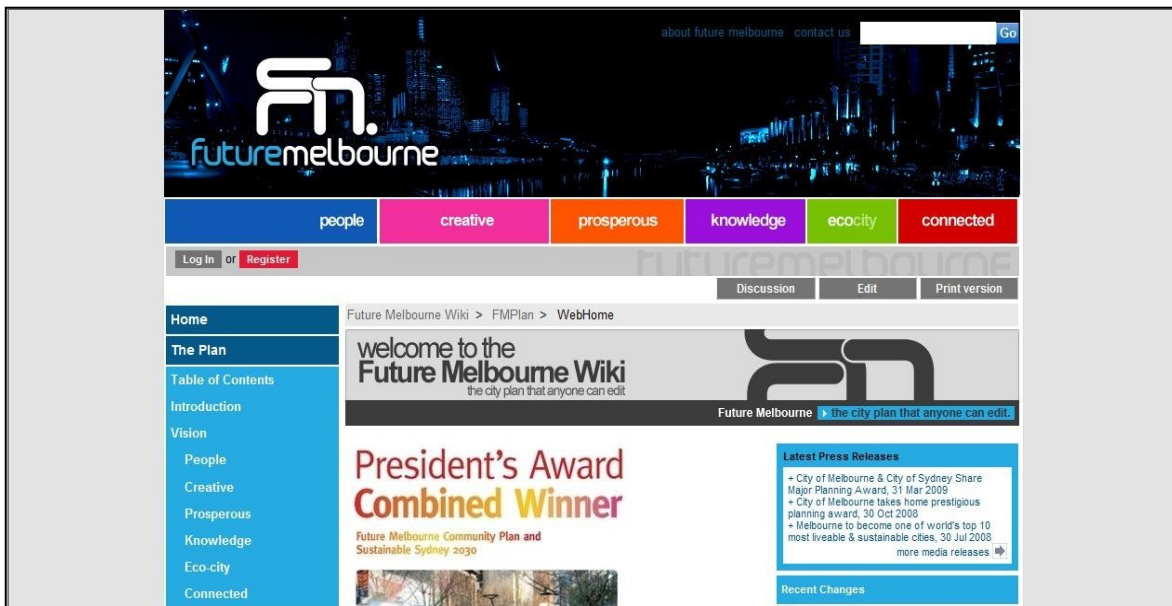 about future melbourne contact us Go
Fn.
futuremelbourne
people creative prosperous knowledge ecocity connected
Log In or Register
futuremelbourne
Discussion Edit Print version
Home
The Plan
Table of Contents
Introduction
Vision
People
Creative
Prosperous
Knowledge
Eco-city
Connected
Future Melbourne Wiki > FMPlan > WebHome
welcome to the
Future Melbourne Wiki
the city plan that anyone can edit
Future Melbourne the city plan that anyone can edit.
President's Award
Combined Winner
Future Melbourne Community Plan and
Sustainable Sydney 2030
Latest Press Releases
+ City of Melbourne & City of Sydney Share
Major Planning Award, 31 Mar 2009
+ City of Melbourne takes home prestigious
planning award, 30 Oct 2008
+ Melbourne to become one of world's top 10
most liveable & sustainable cities, 30 Jul 2008
more media releases
Recent Changes